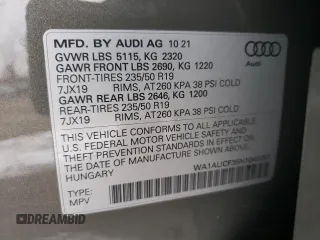 MFD. BY AUDI AG 10 21
GVWR LBS 5115, KG 2320
GAWR FRONT LBS 2690, KG 1220
FRONT-TIRES 235/50 R19
7JX19 RIMS, AT 260 KPA 38 PSI COLD
GAWR REAR LBS 2646, KG 1200
REAR-TIRES 235/50 R19
7JX19 RIMS, AT 260 KPA 38 PSI COLD
THIS VEHICLE CONFORMS TO ALL APPLICABLE
U.S. FEDERAL MOTOR VEHICLE SAFETY AND
THEFT PREVENTION STANDARDS IN EFFECT ON
THE DATE OF MANUFACTURE SHOWN ABOVE.
HUNGARY
TYPE:
MPV
DREAMBID